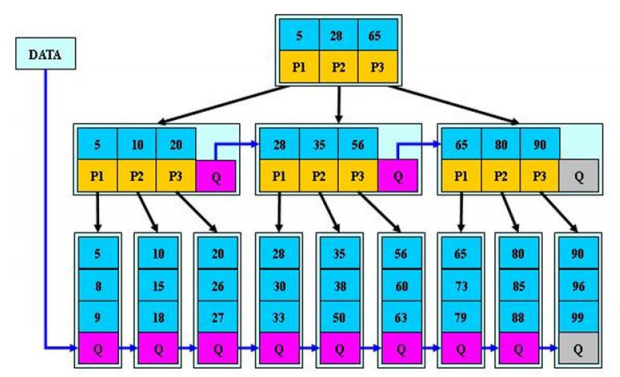 5 28 65
DATA
P1 P2 P3
5 10 20 28 35 56 65 80 90
P1 P2 P3 Q P1 P2 P3 Q P1 P2 P3 Q
5 10 20 28 35 56 65 80 90
8 15 26 30 38 60 73 85 96
9 18 27 33 50 63 79 88 99
Q Q Q Q Q Q Q Q Q